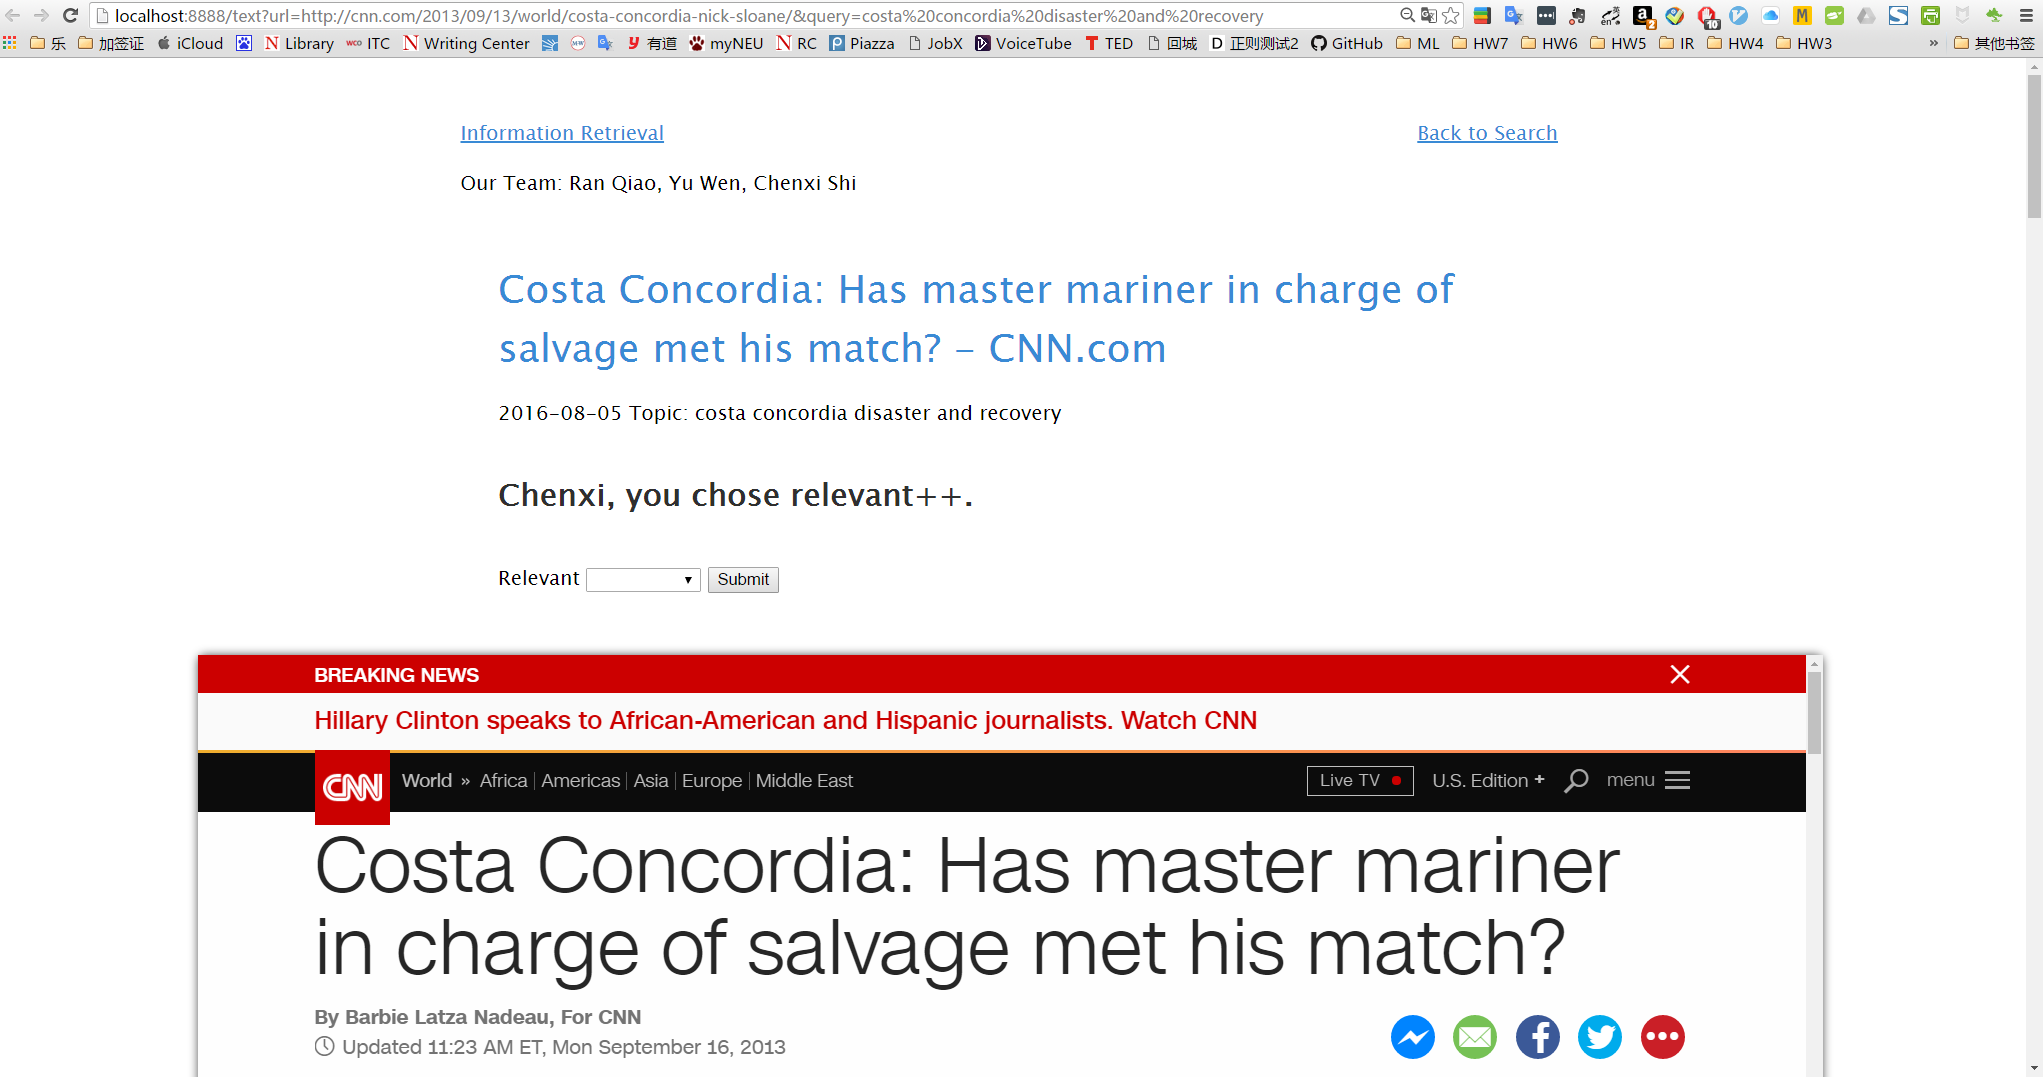 localhost:8888/text?url=http://cnn.com/2013/09/13/world/costa-concordia-nick-sloane/&query=costa%20concordia%20disaster%20and%20recovery
乐 加签证 iCloud Library ITC Writing Center 有道 myNEU RC Piazza JobX VoiceTube TED 回城 正则测试2 GitHub ML HW7 HW6 HW5 IR HW4 HW3 » 其他书签
Information Retrieval Back to Search
Our Team: Ran Qiao, Yu Wen, Chenxi Shi
Costa Concordia: Has master mariner in charge of
salvage met his match? - CNN.com
2016-08-05 Topic: costa concordia disaster and recovery
Chenxi, you chose relevant++.
Relevant Submit
BREAKING NEWS
Hillary Clinton speaks to African-American and Hispanic journalists. Watch CNN
CNN World » Africa Americas Asia Europe Middle East Live TV U.S. Edition + menu
Costa Concordia: Has master mariner
in charge of salvage met his match?
By Barbie Latza Nadeau, For CNN
Updated 11:23 AM ET, Mon September 16, 2013